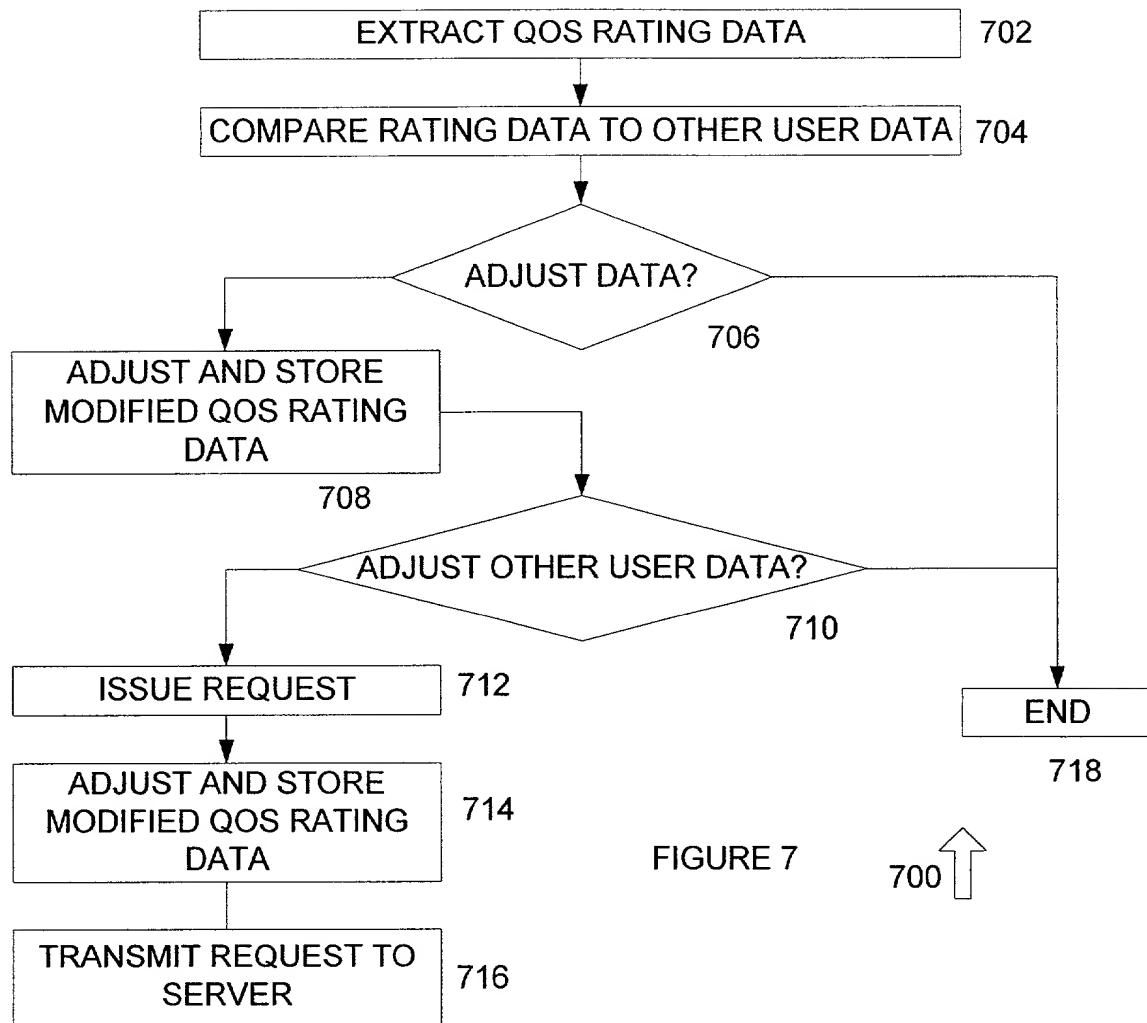 EXTRACT QOS RATING DATA
702
COMPARE RATING DATA TO OTHER USER DATA
704
ADJUST DATA?
706
ADJUST AND STORE
MODIFIED QOS RATING
DATA
708
ADJUST OTHER USER DATA?
710
ISSUE REQUEST
712
END
718
ADJUST AND STORE
MODIFIED QOS RATING
DATA
714
FIGURE 7
700
TRANSMIT REQUEST TO
SERVER
716